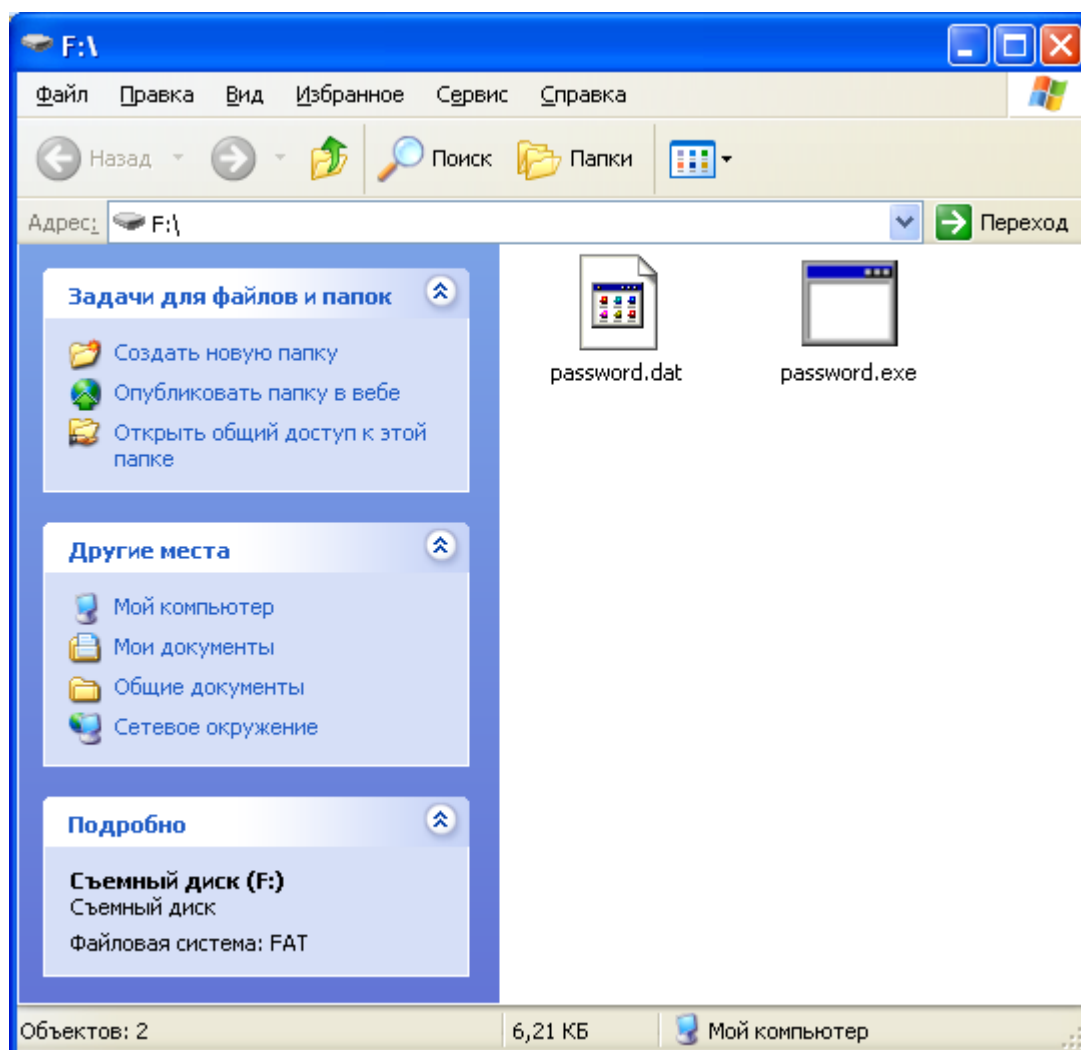 F:\
Файл Правка Вид Избранное Сервис Справка
Назад Поиск Папки
Адрес: F:\ Переход
Задачи для файлов и папок
Создать новую папку
Опубликовать папку в вебе
Открыть общий доступ к этой
папке
Другие места
Мой компьютер
Мои документы
Общие документы
Сетевое окружение
Подробно
Съемный диск (F:)
Съемный диск
Файловая система: FAT
password.dat password.exe
Объектов: 2 6,21 КБ Мой компьютер